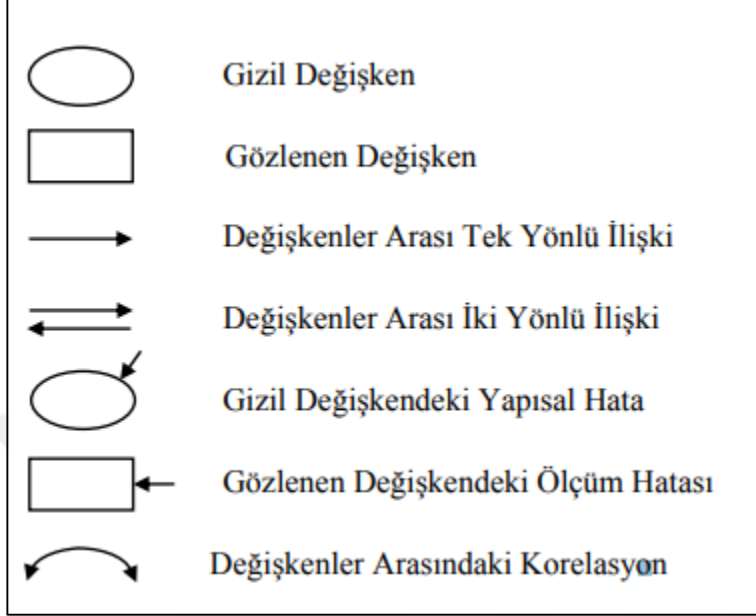 Gizil Değişken
Gözlenen Değişken
Değişkenler Arası Tek Yönlü İlişki
Değişkenler Arası İki Yönlü İlişki
Gizil Değişkendeki Yapısal Hata
Gözlenen Değişkendeki Ölçüm Hatası
Değişkenler Arasındaki Korelasyon